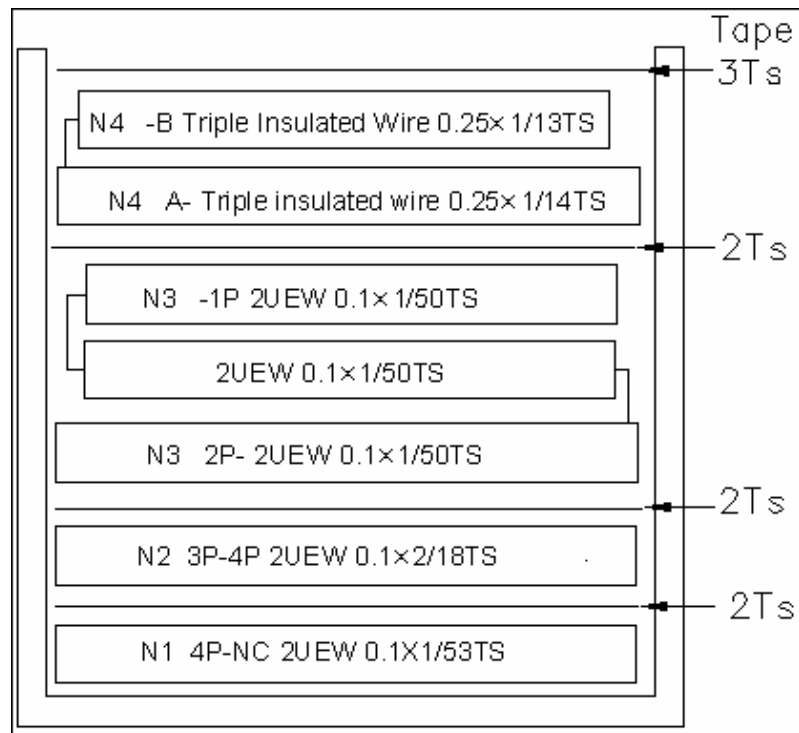 Tape
3Ts
N4 -B Triple Insulated Wire 0.25×1/13TS
N4 A- Triple insulated wire 0.25×1/14TS
2Ts
N3 -1P 2UEW 0.1×1/50TS
2UEW 0.1×1/50TS
N3 2P- 2UEW 0.1×1/50TS
2Ts
N2 3P-4P 2UEW 0.1×2/18TS
2Ts
N1 4P-NC 2UEW 0.1X1/53TS